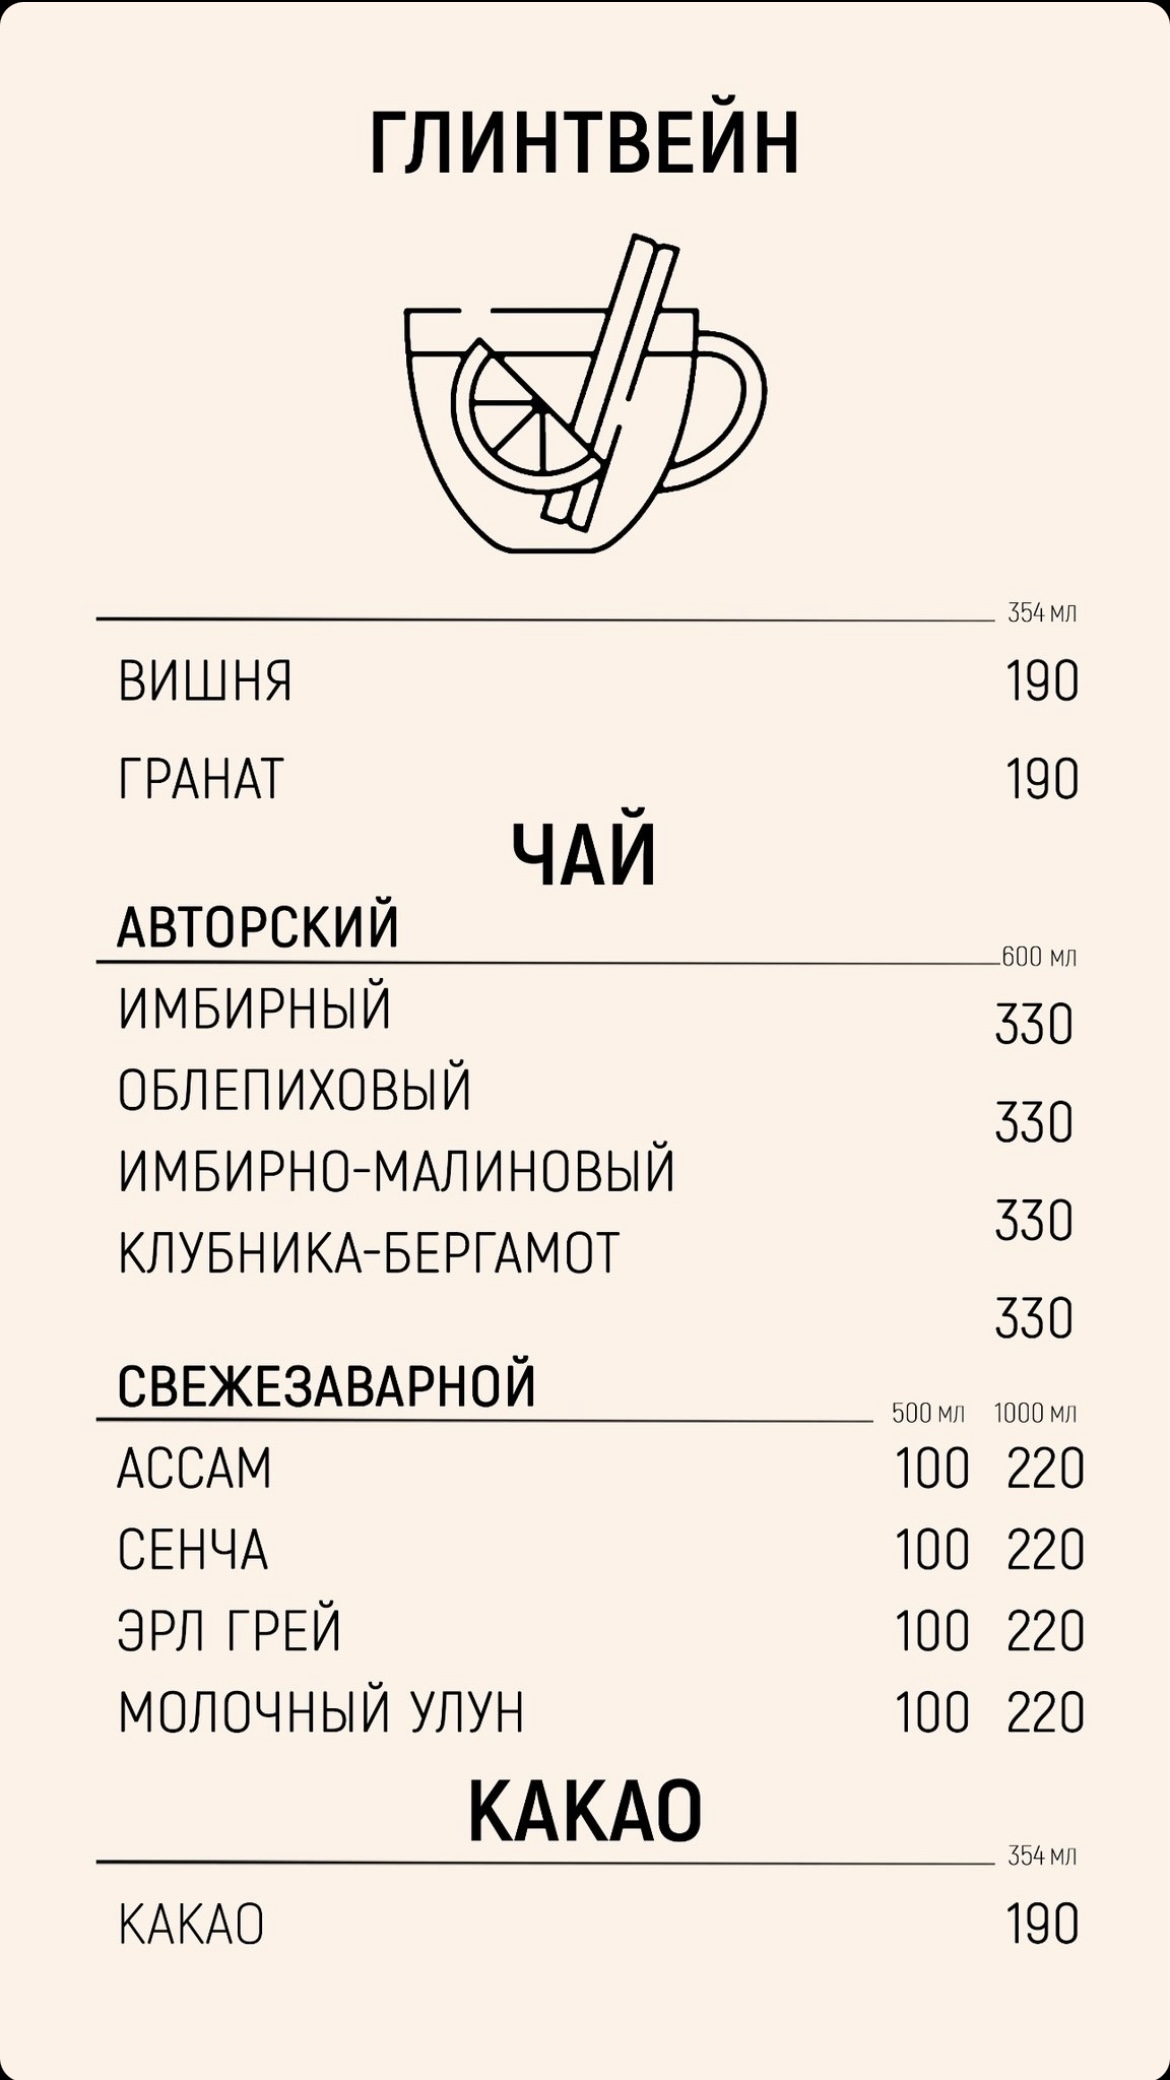 ГЛИНТВЕЙН
354 МЛ
ВИШНЯ 190
ГРАНАТ 190
ЧАЙ
АВТОРСКИЙ
600 МЛ
ИМБИРНЫЙ 330
ОБЛЕПИХОВЫЙ 330
ИМБИРНО-МАЛИНОВЫЙ 330
КЛУБНИКА-БЕРГАМОТ 330
СВЕЖЕЗАВАРНОЙ
500 МЛ 1000 МЛ
АССАМ 100 220
СЕНЧА 100 220
ЭРЛ ГРЕЙ 100 220
МОЛОЧНЫЙ УЛУН 100 220
КАКАО
354 МЛ
КАКАО 190